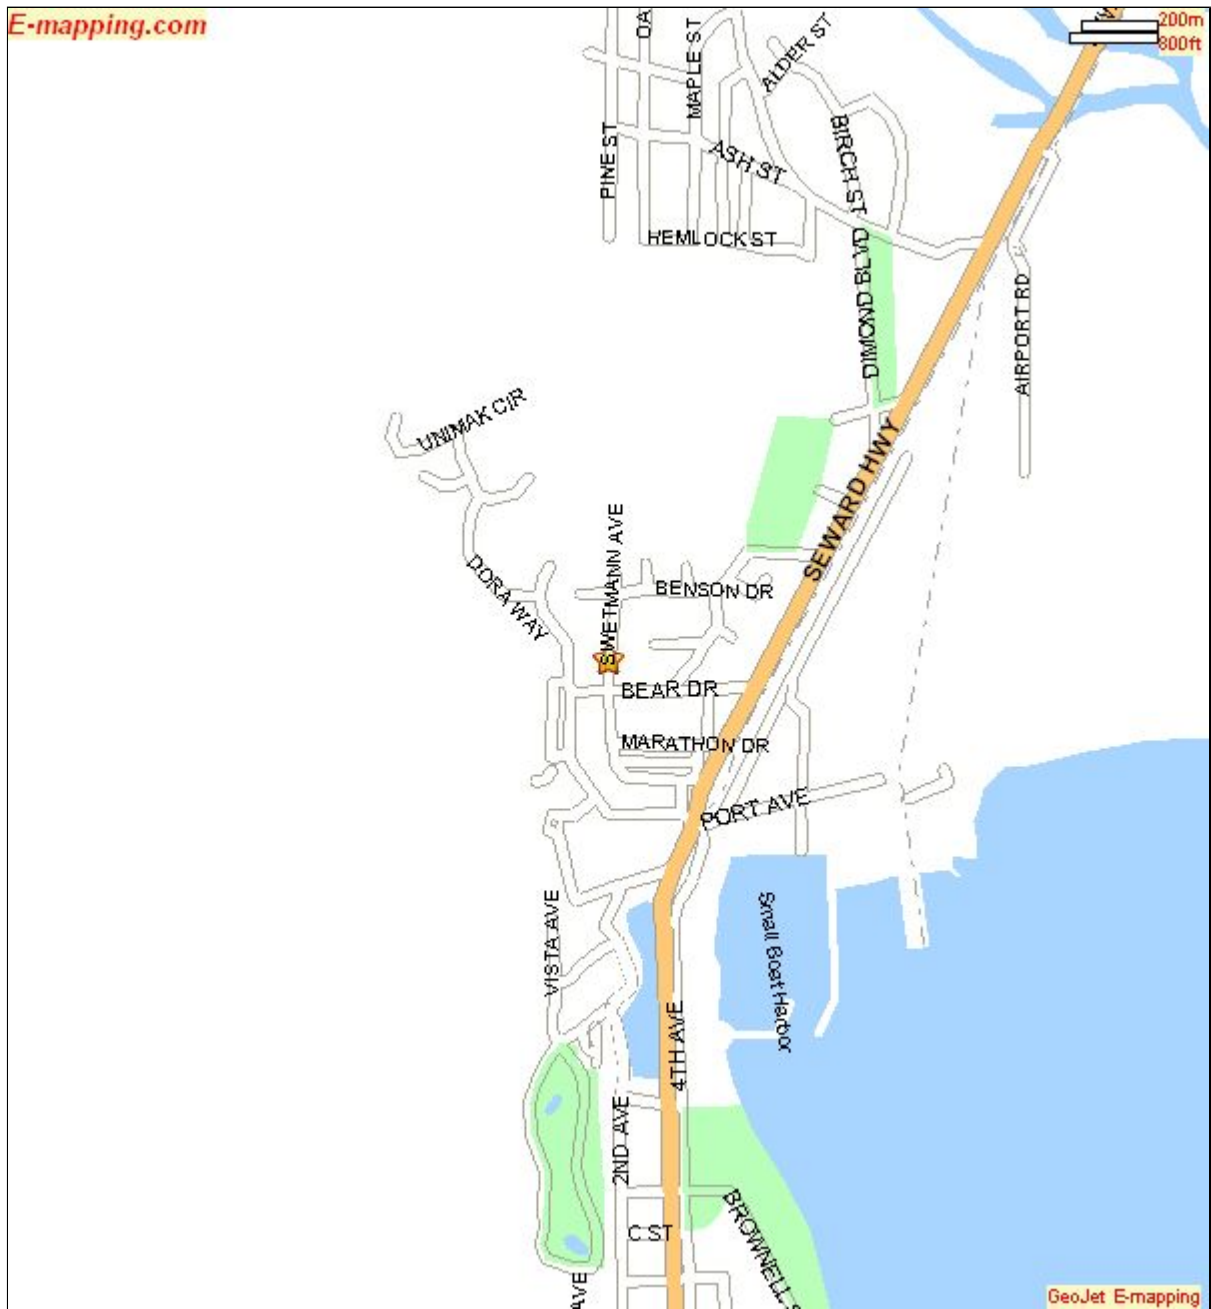 E-mapping.com
200m
800ft
OA
MAPLE ST
ALDER ST
PINE ST
BIRCH ST
ASH ST
HEMLOCK ST
DIMOND BLVD
AIRPORT RD
UNIMAK CIR
SEWARD HWY
SWETMANN AVE
DORA WAY
BENSON DR
BEAR DR
MARATHON DR
PORT AVE
VISTA AVE
Small Boat Harbor
4TH AVE
2ND AVE
BROWNELL S
C ST
AVE
GeoJet E-mapping